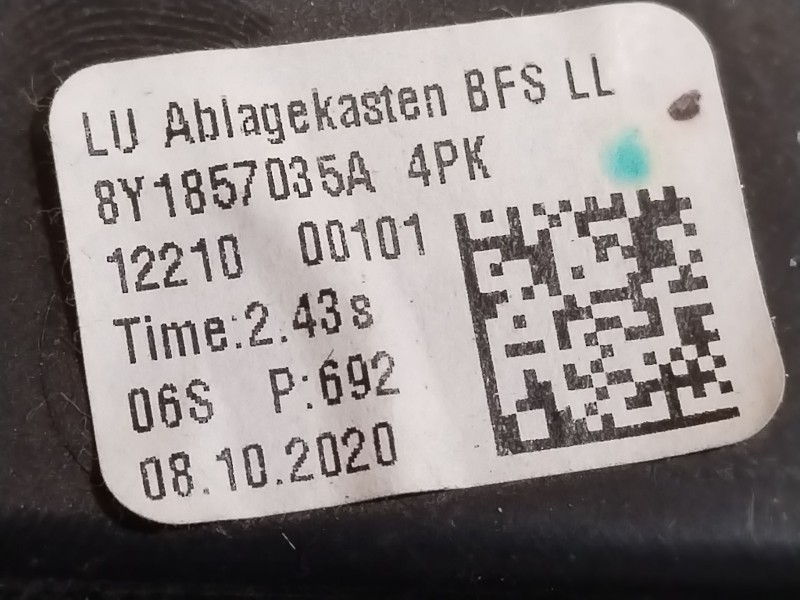 LU Ablagekasten BFS LL
8Y1857035A 4PK
12210 00101
Time:2.43s
06S P:692
08.10.2020